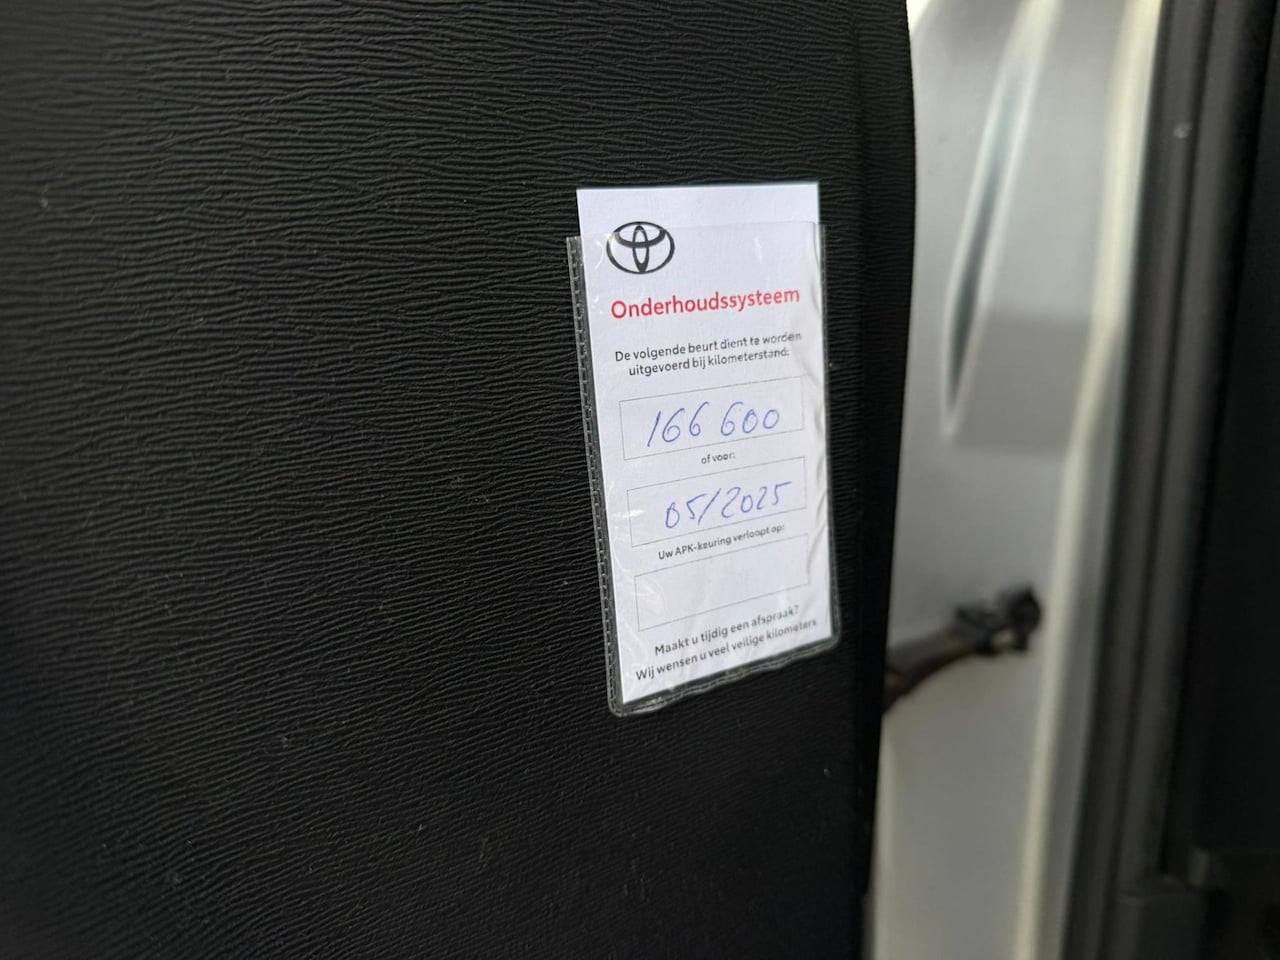 Onderhoudssysteem
De volgende beurt dient te worden
uitgevoerd bij kilometerstand:
166 600
of voor:
05/2025
Uw APK-keuring verloopt op:
Maakt u tijdig een afspraak?
Wij wensen u veel veilige kilometers